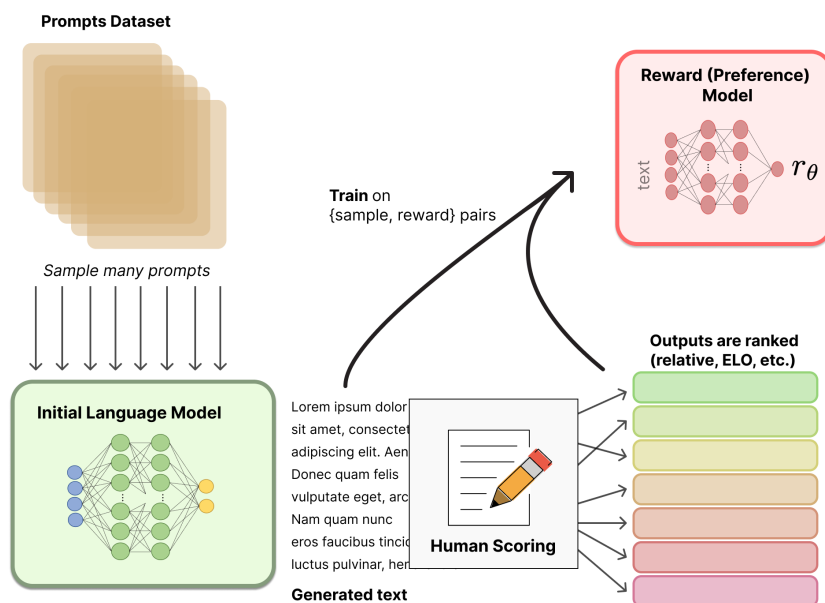 Prompts Dataset
Sample many prompts
Initial Language Model
Train on
{sample, reward} pairs
Reward (Preference)
Model
text
rθ
Outputs are ranked
(relative, ELO, etc.)
Lorem ipsum dolor
sit amet, consectet
adipiscing elit. Aen
Donec quam felis
vulputate eget, arc
Nam quam nunc
eros faucibus tincid
luctus pulvinar, her
Human Scoring
Generated text